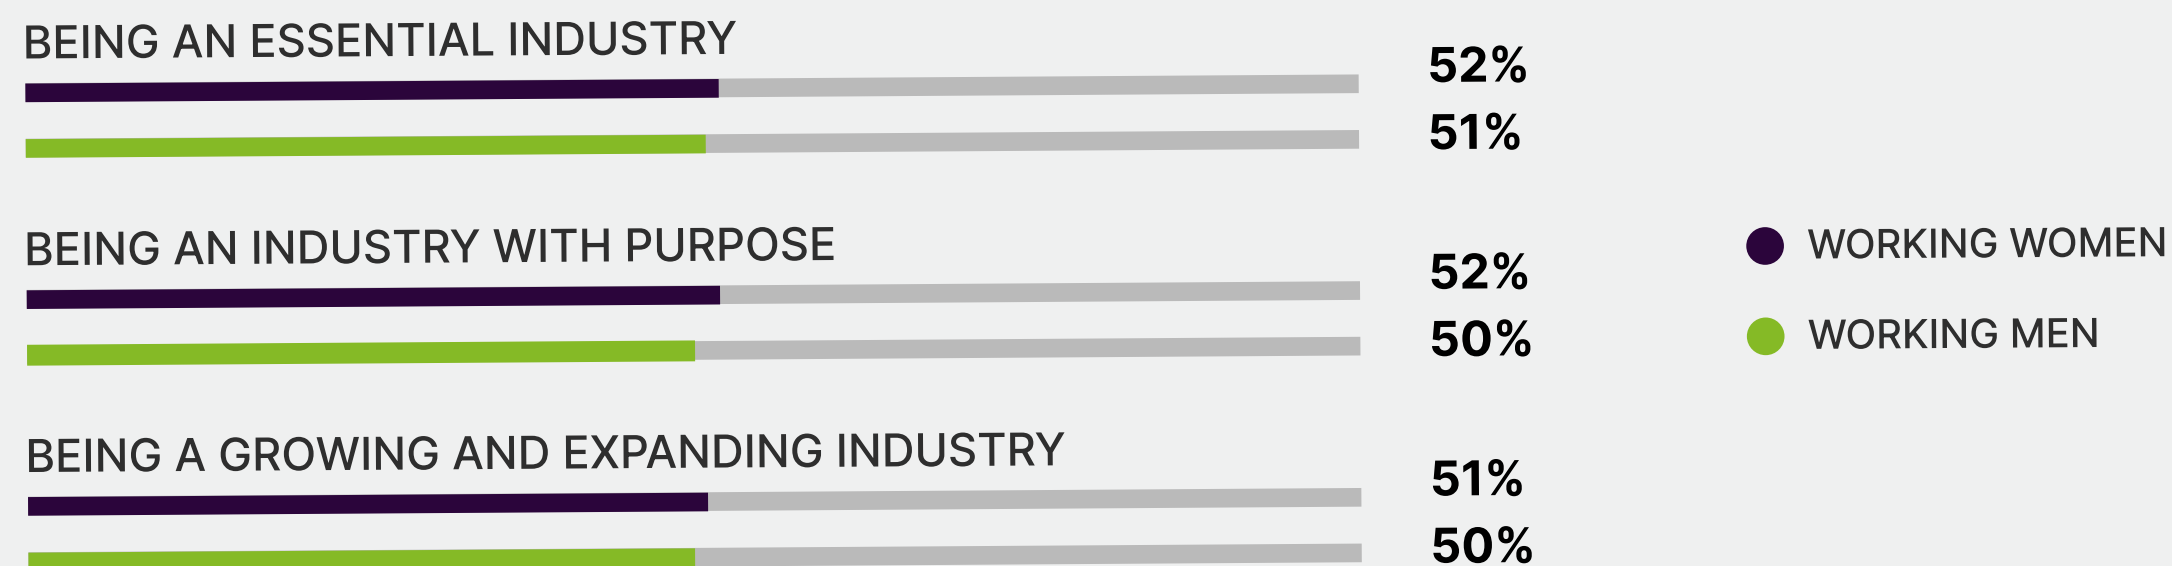 BEING AN ESSENTIAL INDUSTRY
52%
51%
BEING AN INDUSTRY WITH PURPOSE
52%
50%
WORKING WOMEN
WORKING MEN
BEING A GROWING AND EXPANDING INDUSTRY
51%
50%